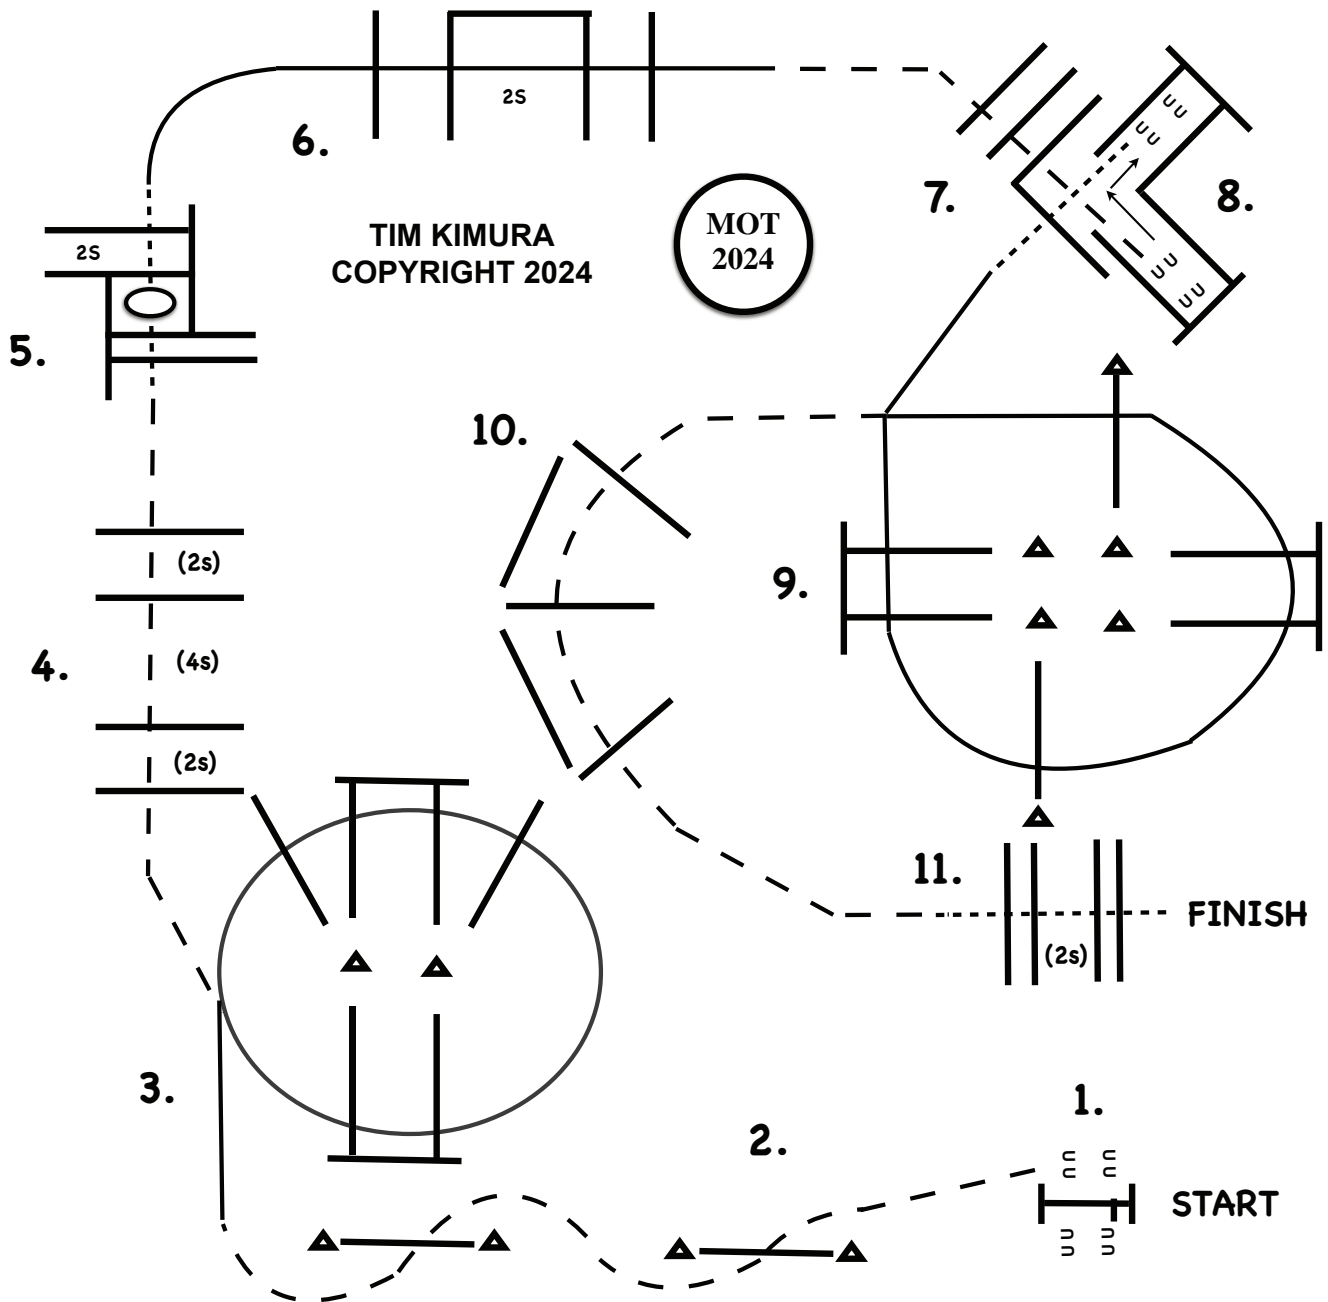 6.
2S
7.
8.
2S
TIM KIMURA
COPYRIGHT 2024
MOT
2024
5.
10.
4.
(2s)
(4s)
(2s)
9.
11.
(2s)
FINISH
3.
2.
1.
START